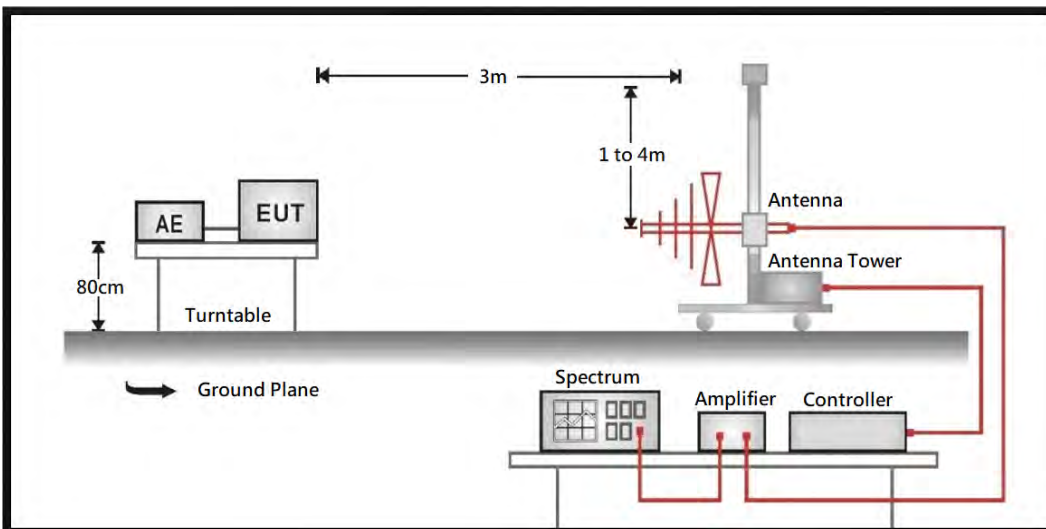 3m
1 to 4m
Antenna
AE
EUT
Antenna Tower
80cm
Turntable
Ground Plane
Spectrum
Amplifier
Controller